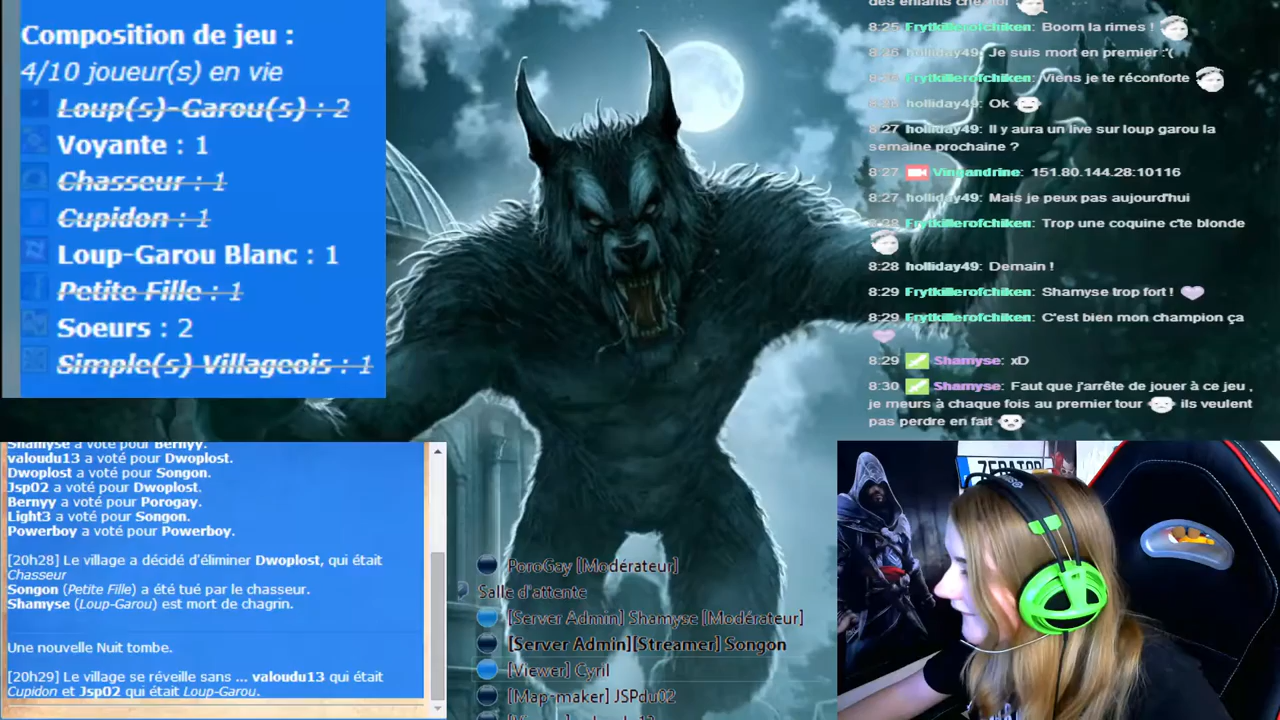 Composition de jeu :
4/10 joueur(s) en vie
Loup(s)-Garou(s) : 2
Voyante : 1
Chasseur : 1
Cupidon : 1
Loup-Garou Blanc : 1
Petite Fille : 1
Soeurs : 2
Simple(s) Villageois : 1
des enfants chez toi
8:25 Frytkillerofchiken: Boom la rimes !
8:26 holliday49: Je suis mort en premier :'(
Frytkillerofchiken: Viens je te réconforte
8:26 holliday49: Ok
8:27 holliday49: Il y aura un live sur loup garou la
semaine prochaine ?
8:27 Vingandrine: 151.80.144.28:10116
8:27 holliday49: Mais je peux pas aujourd'hui
8:28 Frytkillerofchiken: Trop une coquine c'te blonde
8:28 holliday49: Demain !
8:29 Frytkillerofchiken: Shamyse trop fort !
8:29 Frytkillerofchiken: C'est bien mon champion ça
8:29 Shamyse: xD
8:30 Shamyse: Faut que j'arrête de jouer à ce jeu ,
je meurs à chaque fois au premier tour ils veulent
pas perdre en fait
Shamyse a voté pour Bernyy.
valoudu13 a voté pour Dwoplost.
Dwoplost a voté pour Songon.
Jsp02 a voté pour Dwoplost.
Bernyy a voté pour Porogay.
Light3 a voté pour Songon.
Powerboy a voté pour Powerboy.
[20h28] Le village a décidé d'éliminer Dwoplost, qui était
Chasseur
Songon (Petite Fille) a été tué par le chasseur.
Shamyse (Loup-Garou) est mort de chagrin.
Une nouvelle Nuit tombe.
[20h29] Le village se réveille sans ... valoudu13 qui était
Cupidon et Jsp02 qui était Loup-Garou.
PoroGay [Modérateur]
Salle d'attente
[Server Admin] Shamyse [Modérateur]
[Server Admin][Streamer] Songon
[Viewer] Cyril
[Map-maker] JSPdu02
ZERATOR